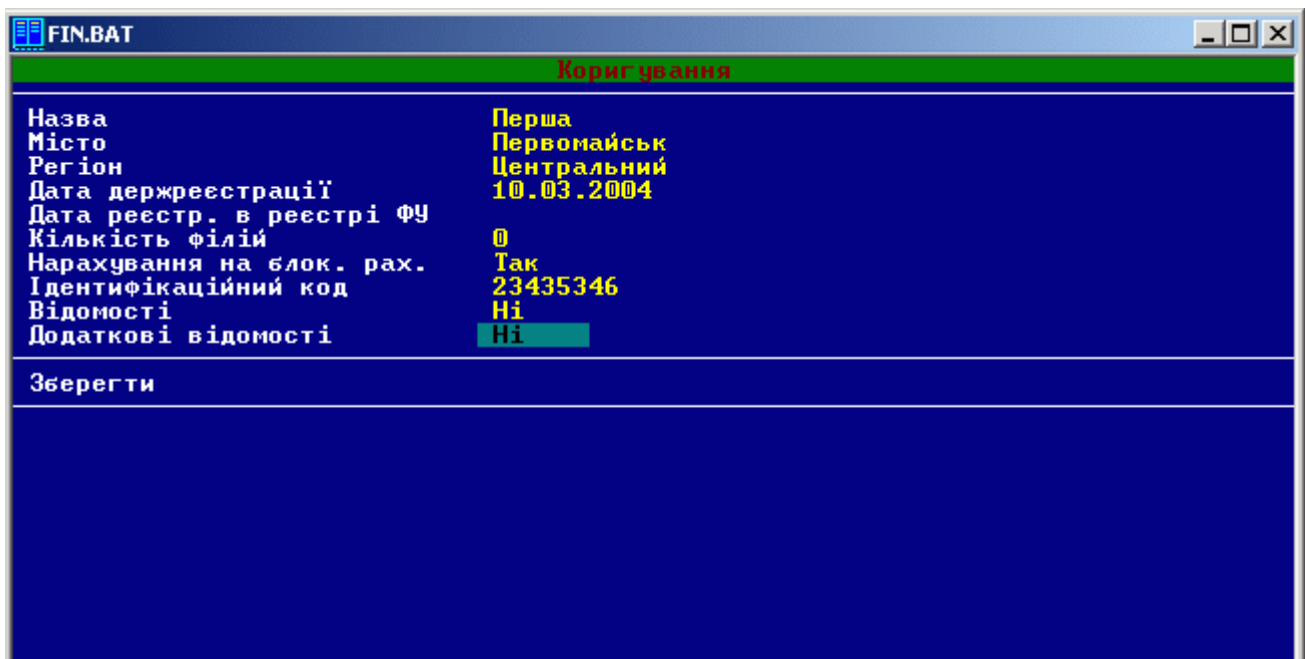 FIN.BAT
Коригування
Назва Перша
Місто Первомайськ
Регіон Центральний
Дата держреєстрації 10.03.2004
Дата реєстр. в реєстрі ФУ
Кількість філій 0
Нарахування на блок. рах. Так
Ідентифікаційний код 23435346
Відомості Ні
Додаткові відомості Ні
Зберегти